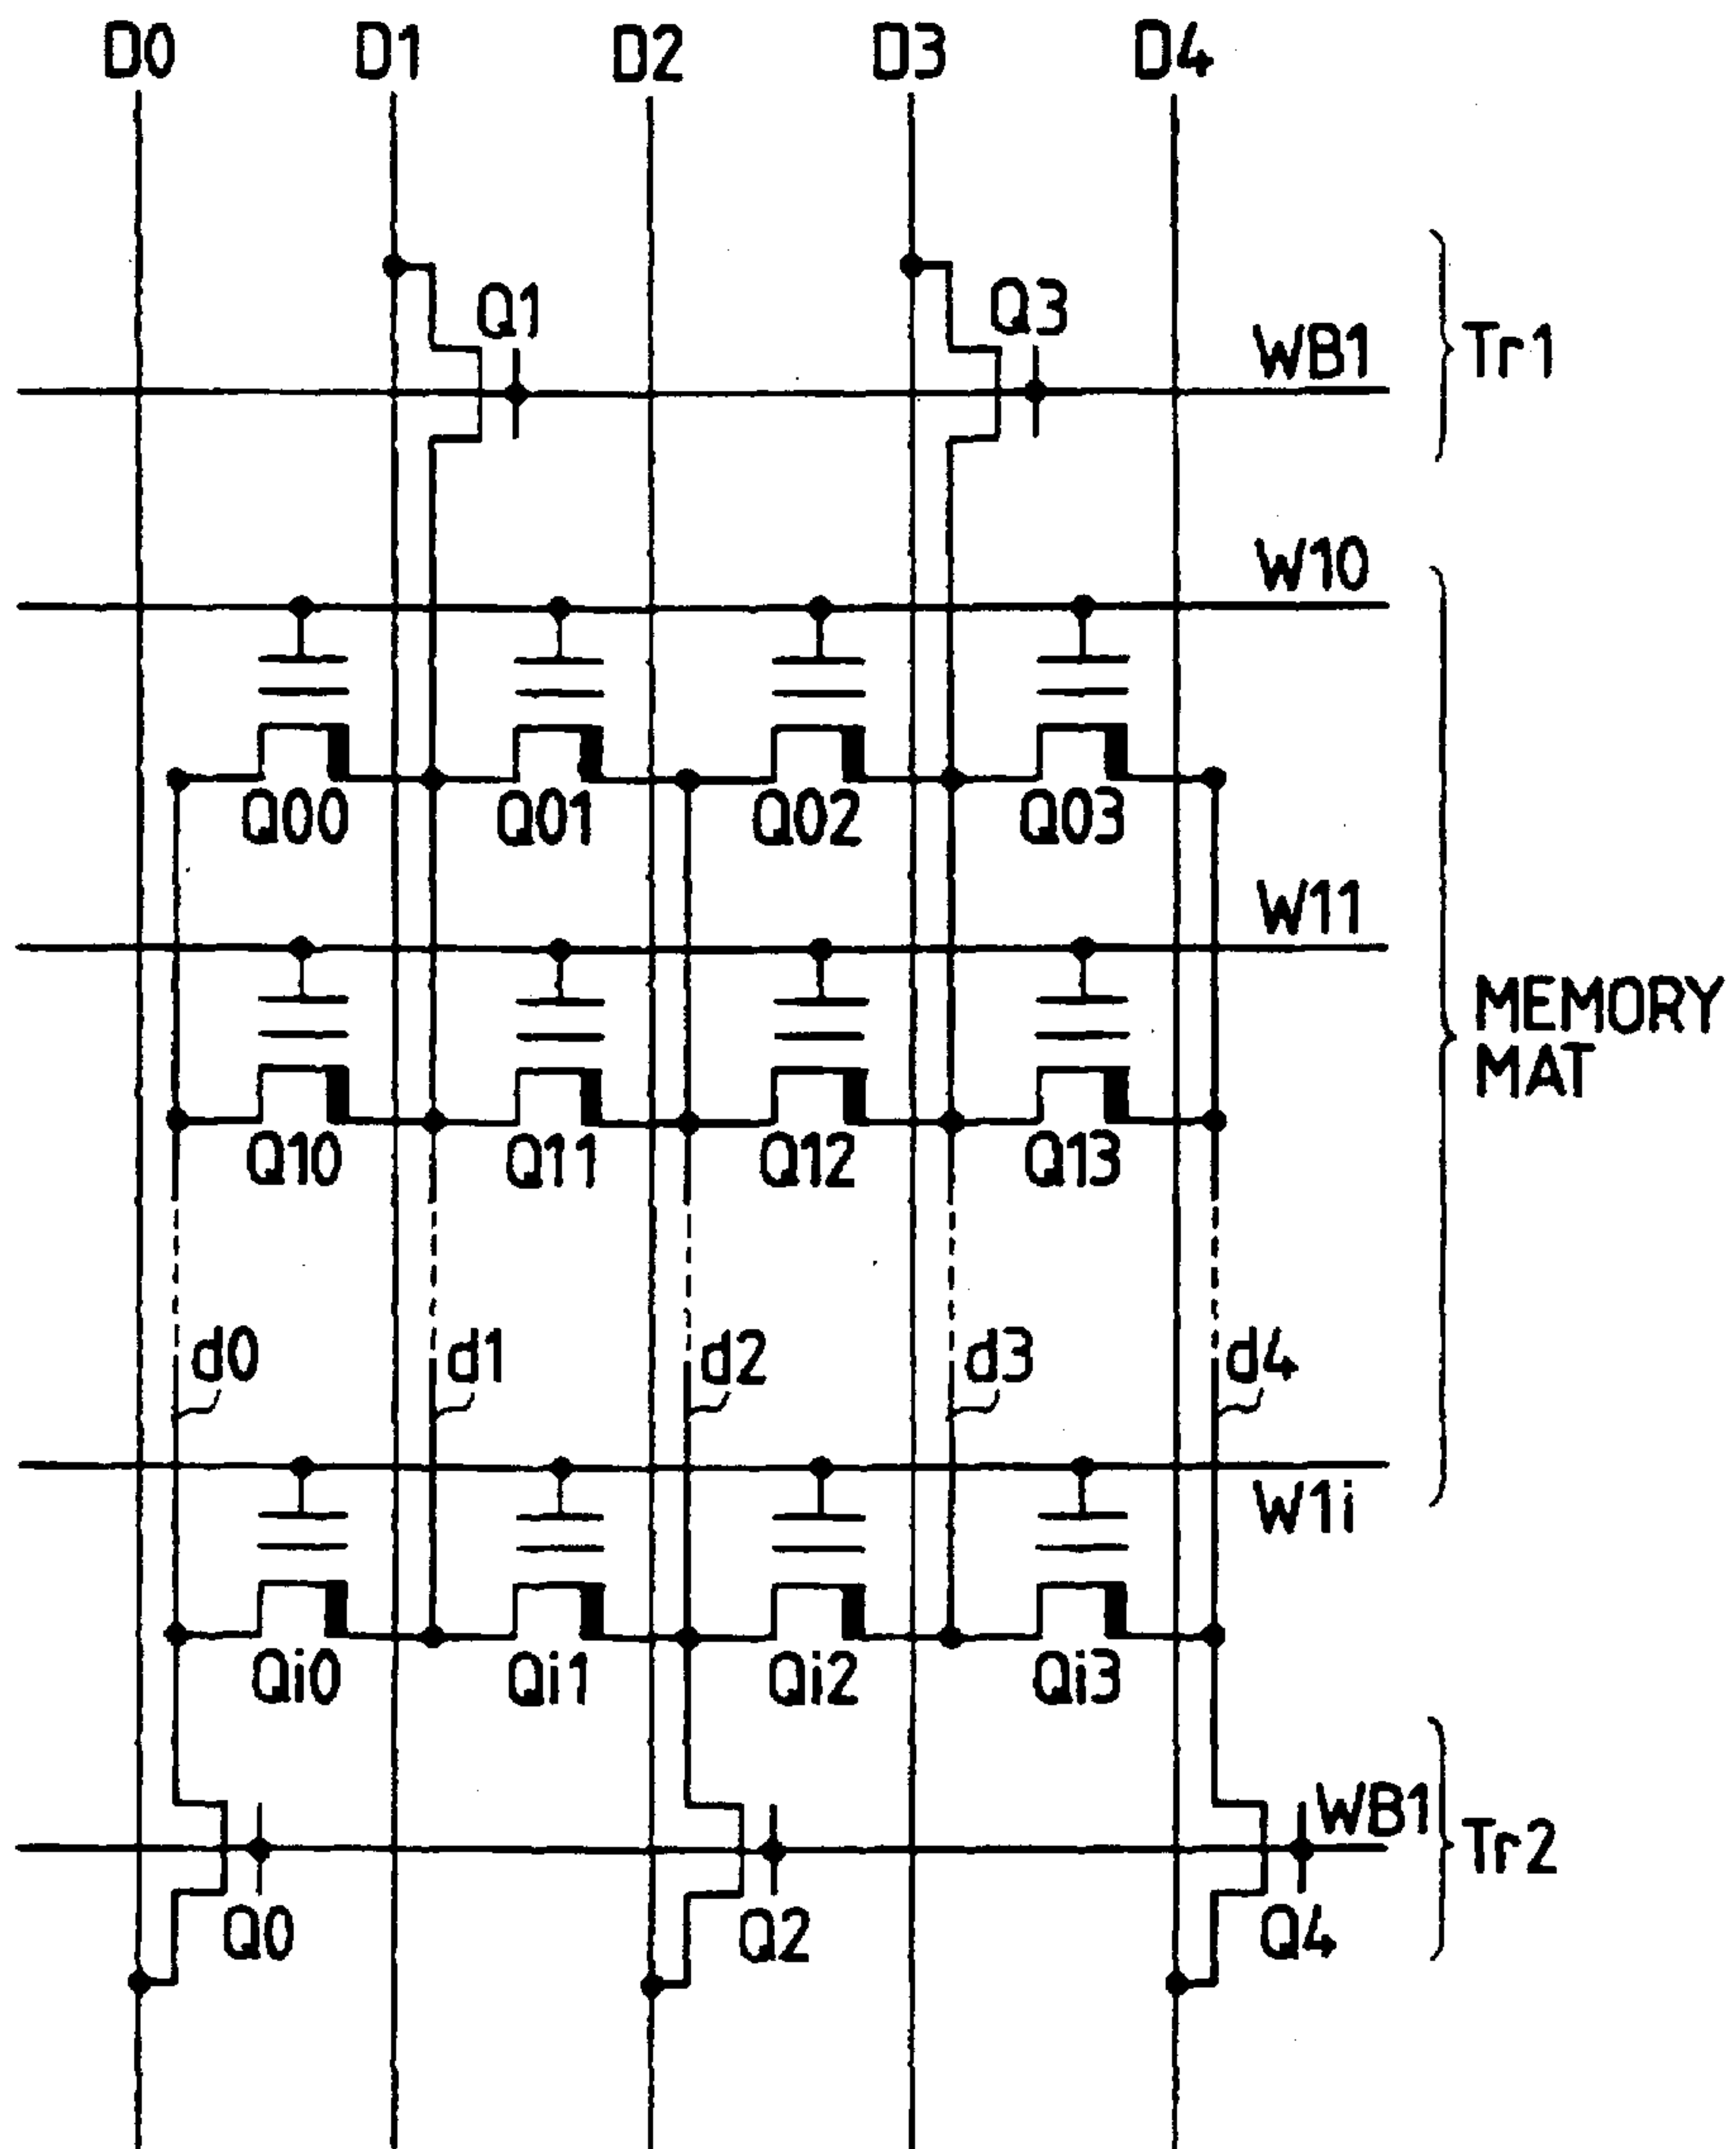 D0 D1 D2 D3 D4
Q1 Q3
WB1 Tr1
W10
Q00 Q01 Q02 Q03
W11
MEMORY
MAT
Q10 Q11 Q12 Q13
d0 d1 d2 d3 d4
W1i
Qi0 Qi1 Qi2 Qi3
WB1 Tr2
Q0 Q2 Q4